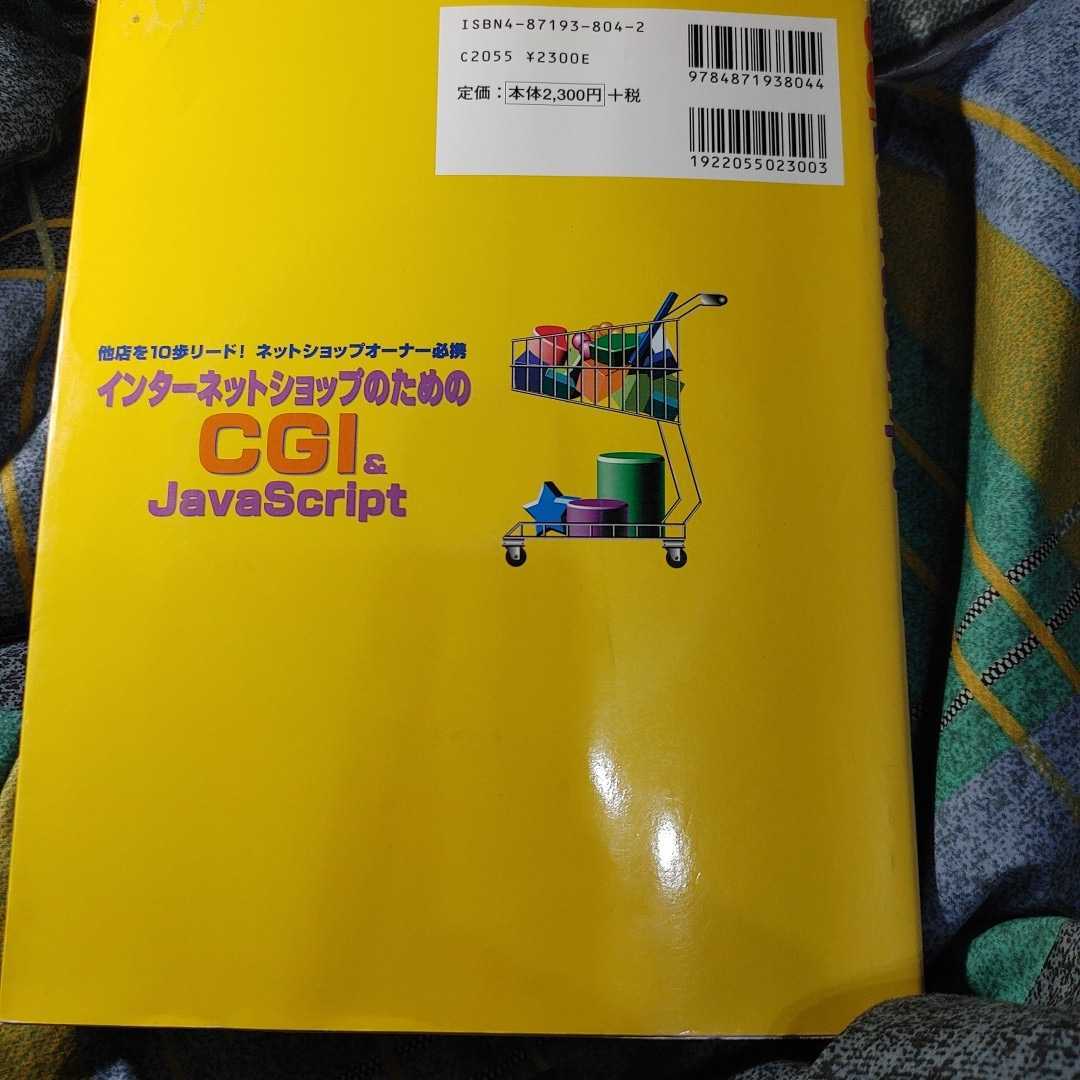 ISBN4-87193-804-2
C2055 ¥2300E
定価：本体2,300円+税
9784871938044
1922055023003
他店を10歩リード! ネットショップオーナー必携
インターネットショップのための
CGI&
JavaScript